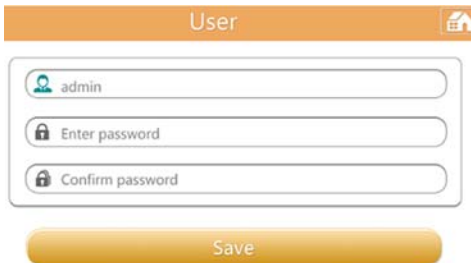 User
admin
Enter password
Confirm password
Save